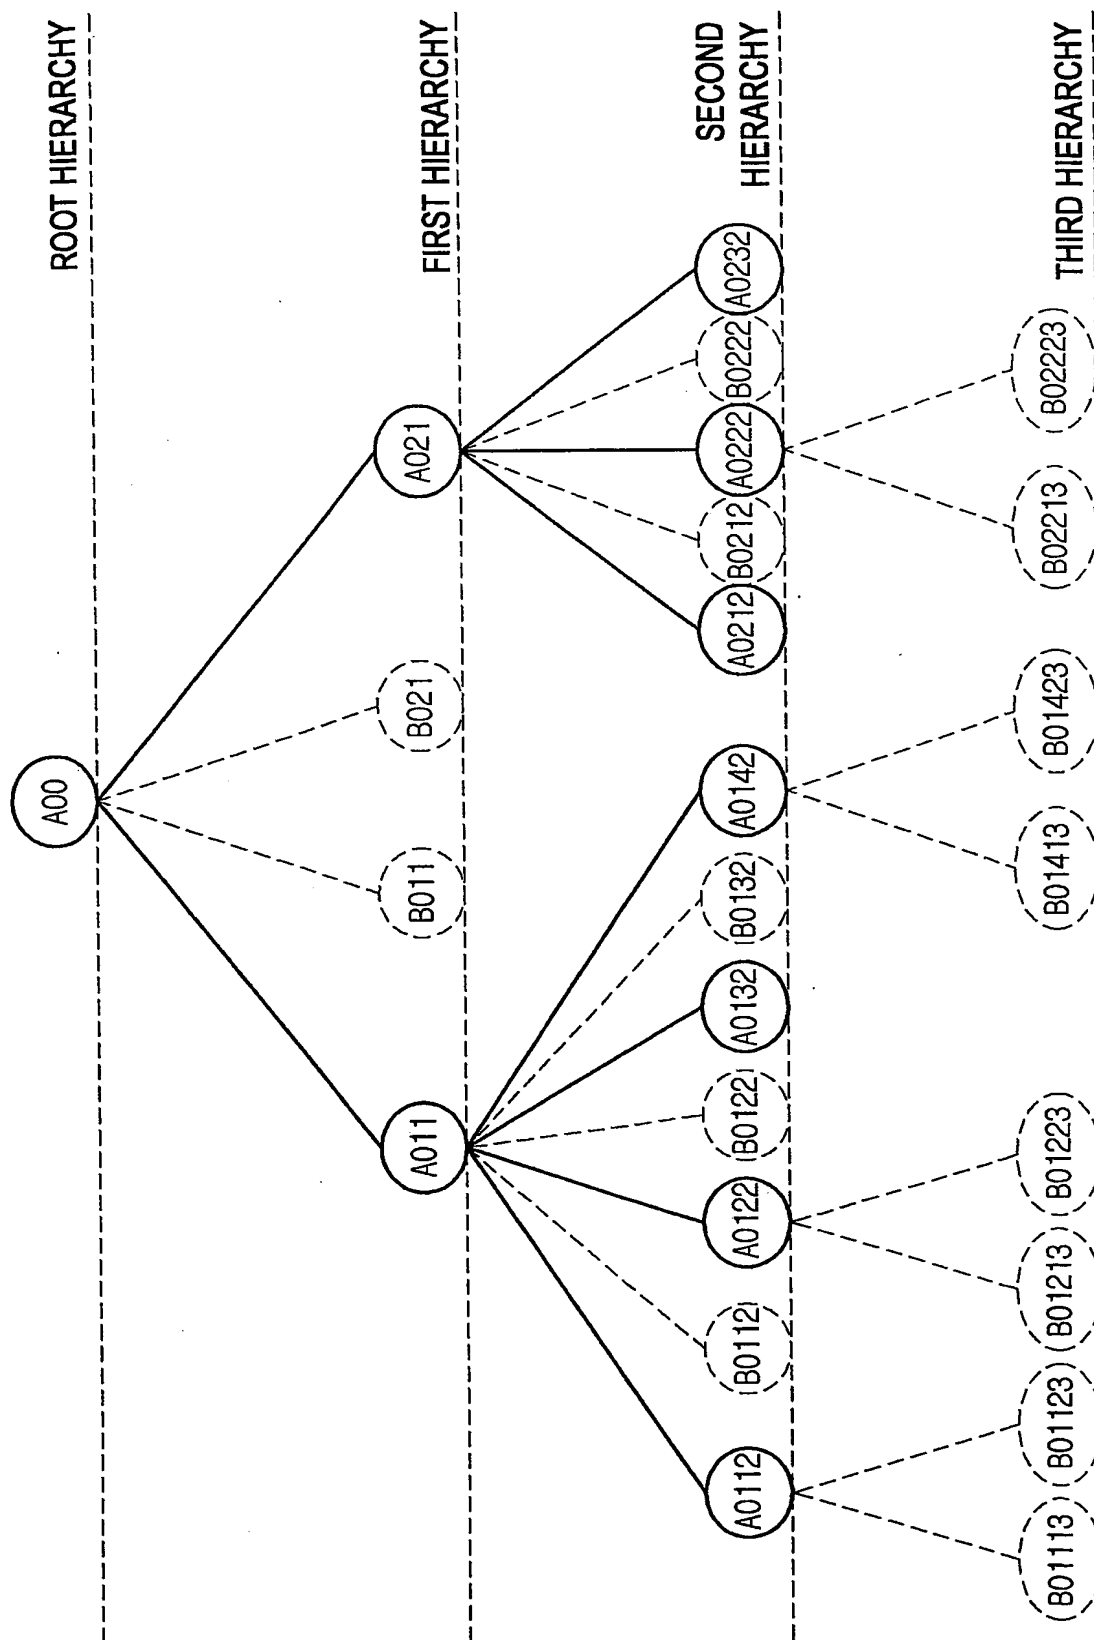 ROOT HIERARCHY
A00
FIRST HIERARCHY
A011
B011
B021
A021
SECOND
HIERARCHY
A0112
B0112
A0122
B0122
A0132
B0132
A0142
A0212
B0212
A0222
B0222
A0232
THIRD HIERARCHY
B01113
B01123
B01213
B01223
B01413
B01423
B02213
B02223